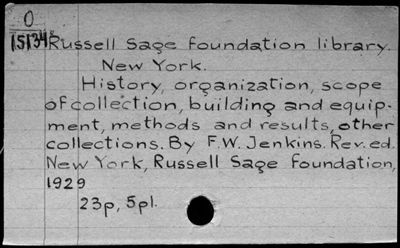 O
15134
Russell Sage foundation library.
New York.
History, organization, scope
of collection, building and equip-
ment, methods and results, other
collections. By F.W. Jenkins. Rev. ed.
New York, Russell Sage foundation,
1929
23p, 5pl.